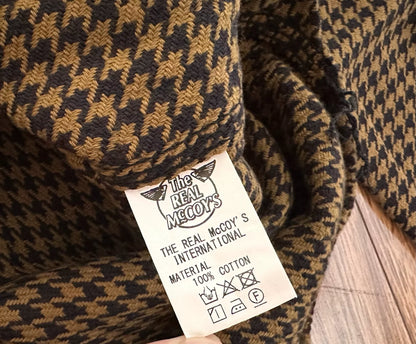 The
REAL
McCOY'S
THE REAL McCOY'S
INTERNATIONAL
MATERIAL
100% COTTON